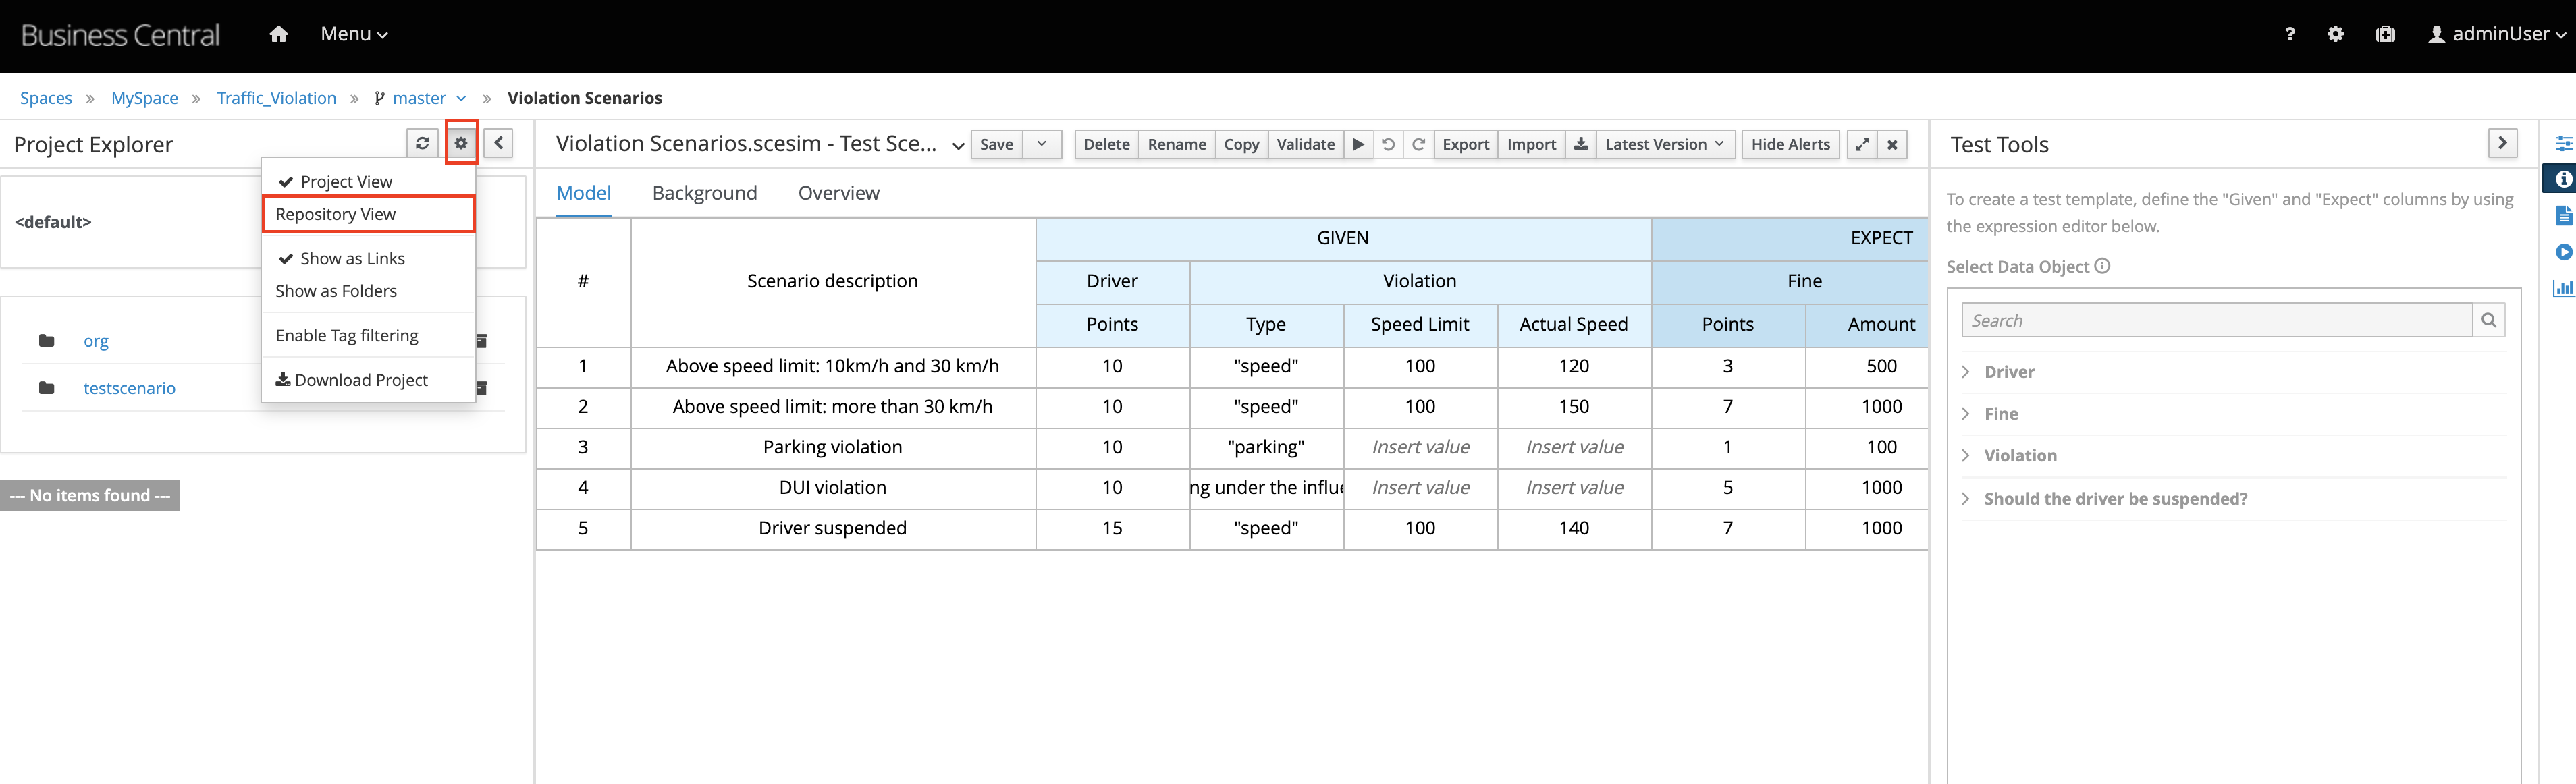 Business Central Menu ? adminUser
Spaces » MySpace » Traffic_Violation » master » Violation Scenarios
Project Explorer
Project View
Repository View
Show as Links
Show as Folders
Enable Tag filtering
Download Project
<default>
org
testscenario
--- No items found ---
Violation Scenarios.scesim - Test Sce... Save Delete Rename Copy Validate Export Import Latest Version Hide Alerts
Model Background Overview
GIVEN EXPECT
# Scenario description Driver Violation Fine
Points Type Speed Limit Actual Speed Points Amount
1 Above speed limit: 10km/h and 30 km/h 10 "speed" 100 120 3 500
2 Above speed limit: more than 30 km/h 10 "speed" 100 150 7 1000
3 Parking violation 10 "parking" Insert value Insert value 1 100
4 DUI violation 10 ng under the influe Insert value Insert value 5 1000
5 Driver suspended 15 "speed" 100 140 7 1000
Test Tools
To create a test template, define the "Given" and "Expect" columns by using
the expression editor below.
Select Data Object
Search
Driver
Fine
Violation
Should the driver be suspended?